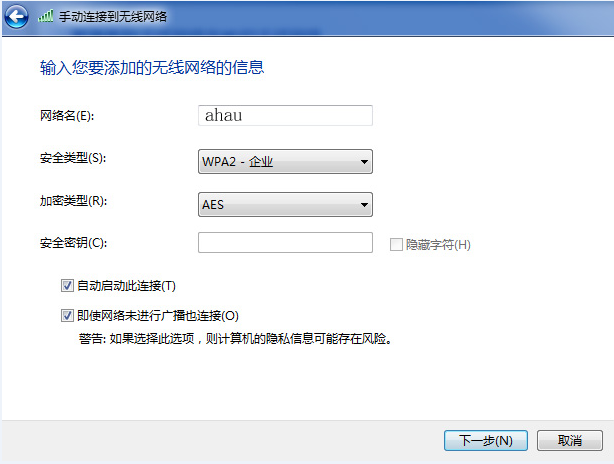 手动连接到无线网络
输入您要添加的无线网络的信息
网络名(E): ahau
安全类型(S): WPA2 - 企业
加密类型(R): AES
安全密钥(C): 隐藏字符(H)
自动启动此连接(T)
即使网络未进行广播也连接(O)
警告: 如果选择此选项，则计算机的隐私信息可能存在风险。
下一步(N) 取消